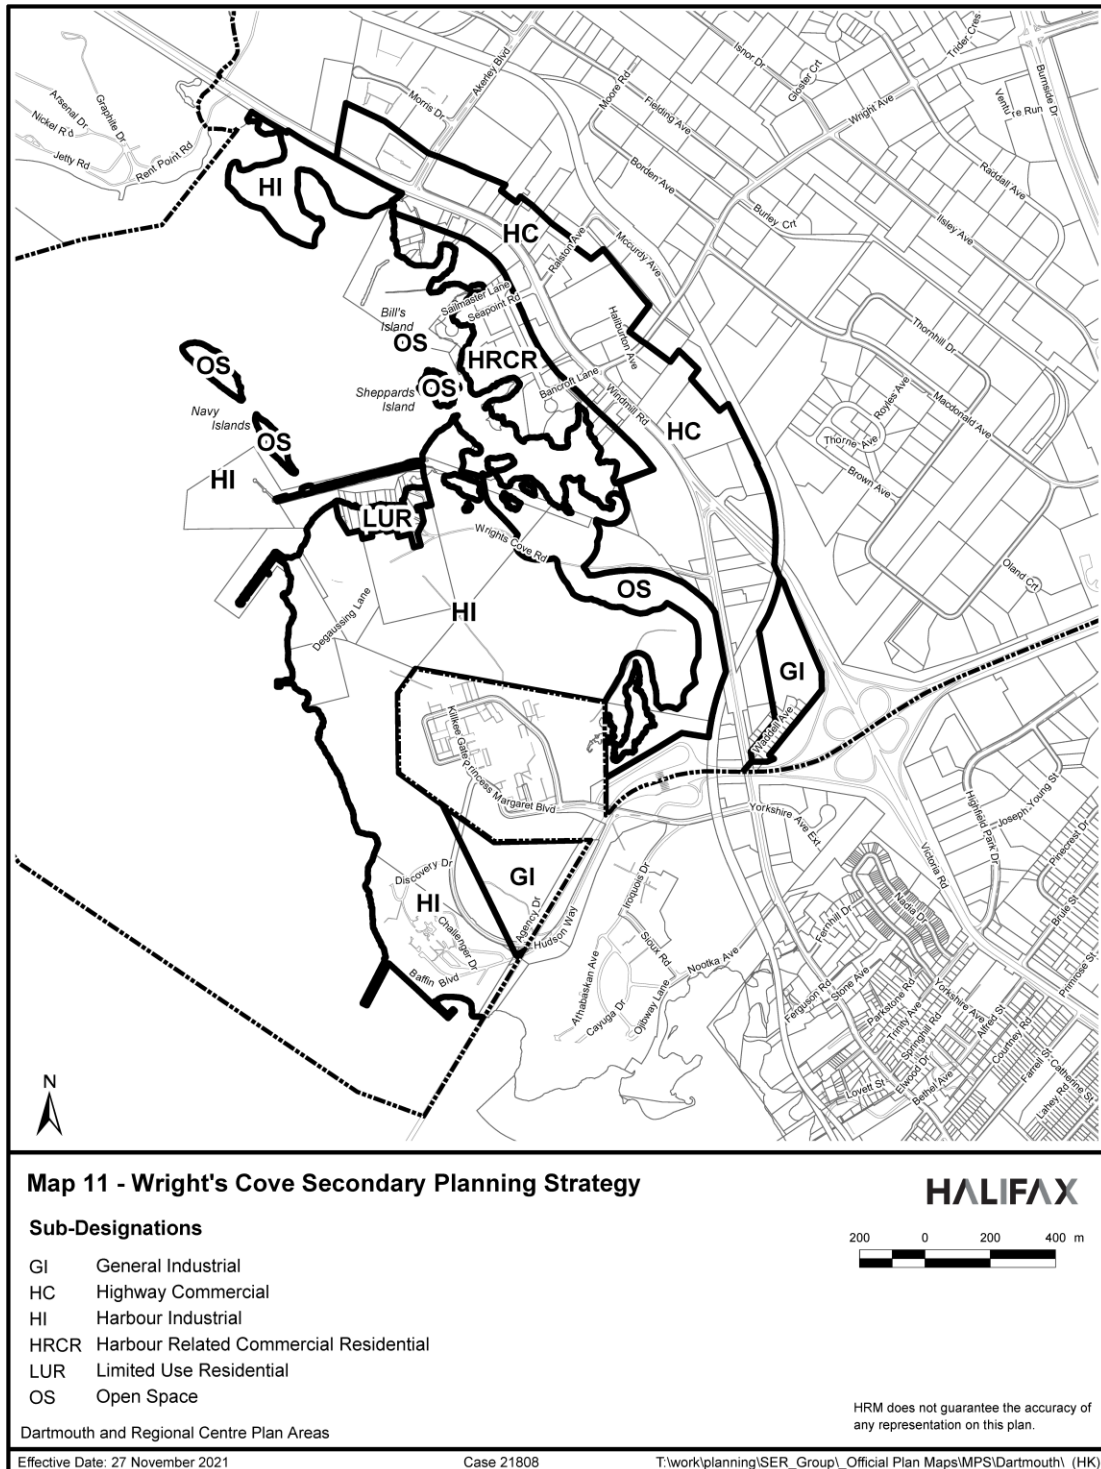 Isnor Dr
Gloster Crt
Trider Cres
Akerley Blvd
Morris Dr
Moore Rd
Fielding Ave
Wright Ave
Burnside Dr
Arsenal Dr
Graphite Dr
Nickel Rd
Jetty Rd
Rent Point Rd
Venture Run
Raddall Ave
Borden Ave
HI
Burley Crt
Ilsley Ave
HC
Ralston Ave
Mccurdy Ave
Sailmaster Lane
Seapoint Rd
Bill's
Island
OS
Haliburton Ave
Thornhill Dr
HRCR
OS
OS
Sheppards
Island
Bancroft Lane
Windmill Rd
Royles Ave
Macdonald Ave
Navy
Islands
OS
HC
Thorne Ave
Brown Ave
HI
LUR
Wrights Cove Rd
Oland Crt
OS
Degaussing Lane
HI
GI
Killkee Gate
Waddell Ave
Princess Margaret Blvd
Yorkshire Ave Ext
Highfield Park Dr
Joseph Young St
Pinecrest Dr
Victoria Rd
Discovery Dr
GI
HI
Iroquois Dr
Nadia Dr
Brule St
Agency Dr
Challenger Dr
Hudson Way
Fernhill Dr
Sioux Rd
Nootka Ave
Primrose St
Baffin Blvd
Athabaskan Ave
Ferguson Rd
Stone Ave
Parkstone Rd
Yorkshire Ave
Cayuga Dr
Ojibway Lane
Trinity Ave
Springhill Rd
Alfred St
Courtney Rd
Elwood Dr
Farrell St
Catherine St
Lovett St
Bethel Ave
Lahey Rd
N
Map 11 - Wright's Cove Secondary Planning Strategy
HALIFAX
Sub-Designations
200 0 200 400 m
GI General Industrial
HC Highway Commercial
HI Harbour Industrial
HRCR Harbour Related Commercial Residential
LUR Limited Use Residential
OS Open Space
HRM does not guarantee the accuracy of
any representation on this plan.
Dartmouth and Regional Centre Plan Areas
Effective Date: 27 November 2021 Case 21808 T:\work\planning\SER_Group\_Official Plan Maps\MPS\Dartmouth\ (HK)